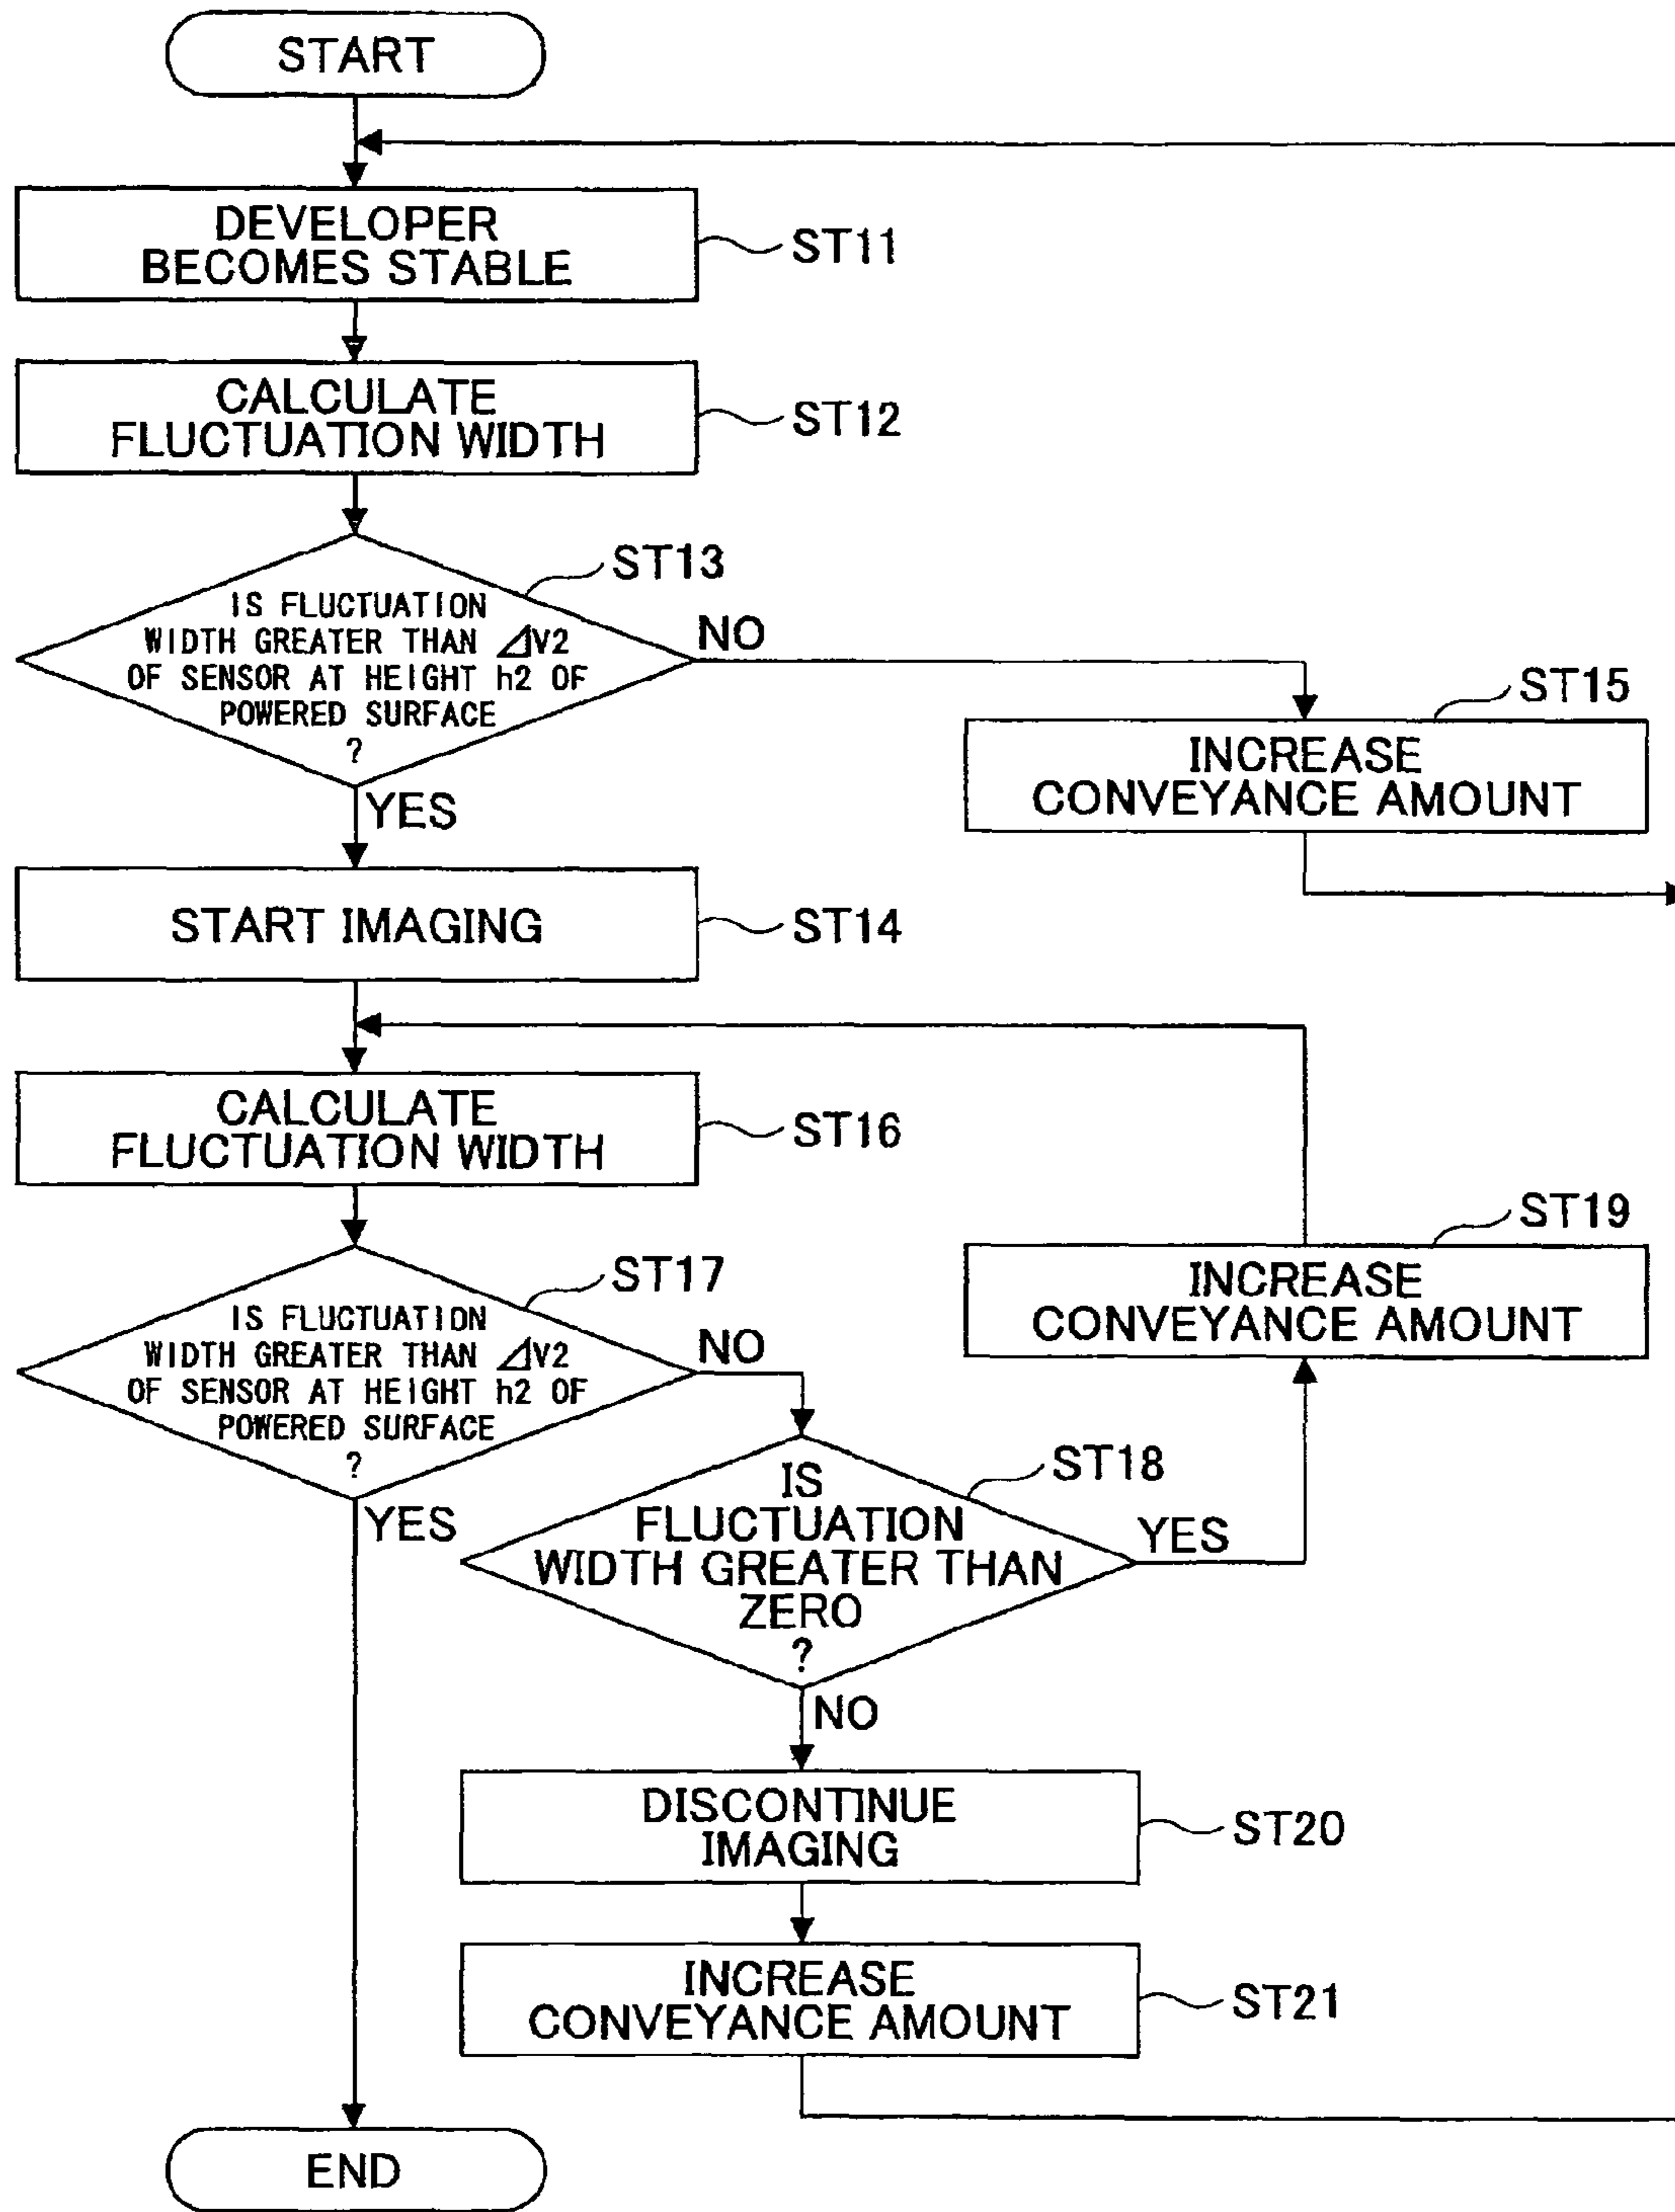 START
DEVELOPER
BECOMES STABLE
ST11
CALCULATE
FLUCTUATION WIDTH
ST12
ST13
IS FLUCTUATION
WIDTH GREATER THAN ⊿V2
OF SENSOR AT HEIGHT h2 OF
POWERED SURFACE
?
NO
YES
ST15
INCREASE
CONVEYANCE AMOUNT
START IMAGING
ST14
CALCULATE
FLUCTUATION WIDTH
ST16
ST17
IS FLUCTUATION
WIDTH GREATER THAN ⊿V2
OF SENSOR AT HEIGHT h2 OF
POWERED SURFACE
?
NO
YES
ST19
INCREASE
CONVEYANCE AMOUNT
ST18
IS
FLUCTUATION
WIDTH GREATER THAN
ZERO
?
YES
NO
DISCONTINUE
IMAGING
ST20
INCREASE
CONVEYANCE AMOUNT
ST21
END